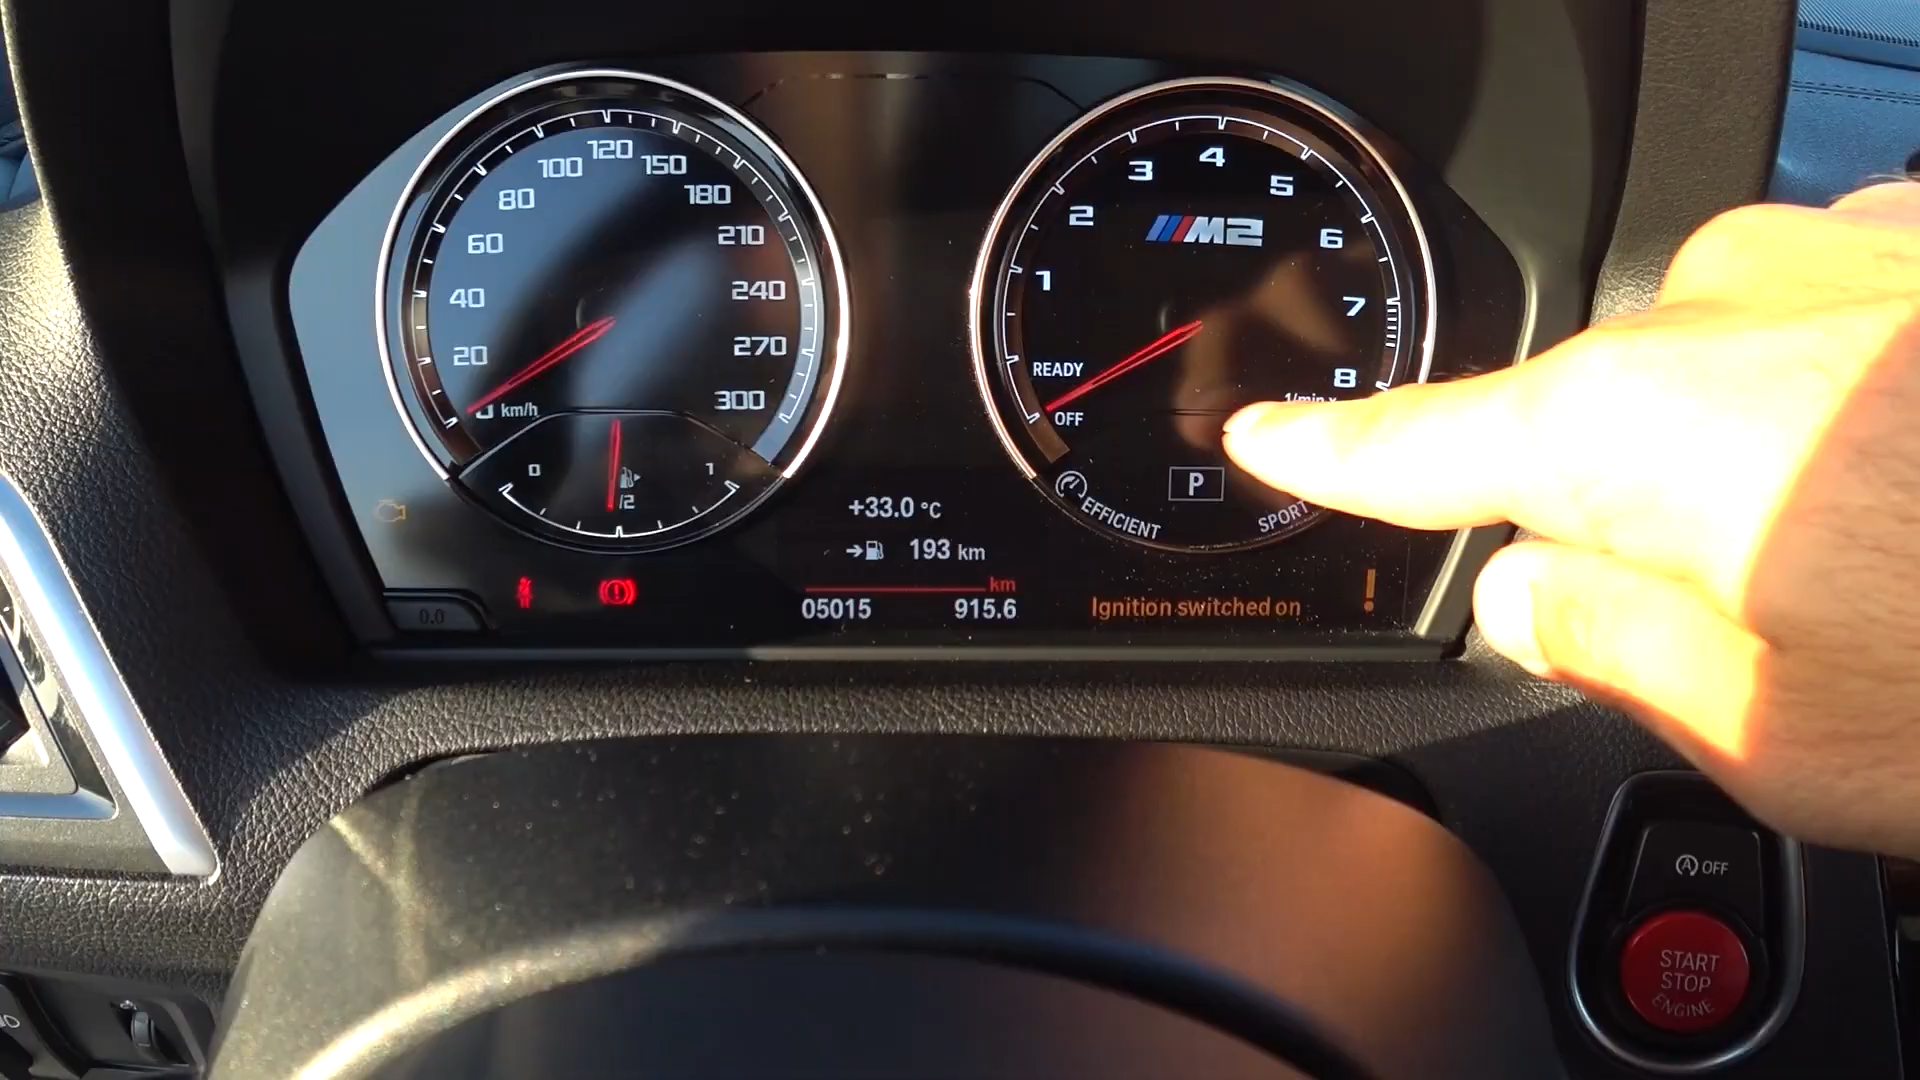 20
40
60
80
100
120
150
180
210
240
270
300
km/h
0
1/2
1
1
2
3
4
5
6
7
8
M2
READY
OFF
P
EFFICIENT
SPORT
+33.0 °C
193 km
km
05015 915.6
Ignition switched on
0.0
A OFF
START
STOP
ENGINE